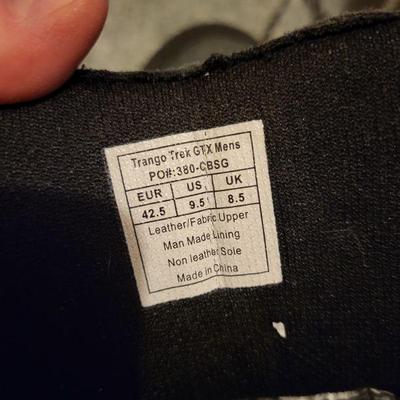 Trango Trek GTX Mens
PO#:380-CBSG
EUR US UK
42.5 9.5 8.5
Leather/Fabric Upper
Man Made Lining
Non leather Sole
Made in China